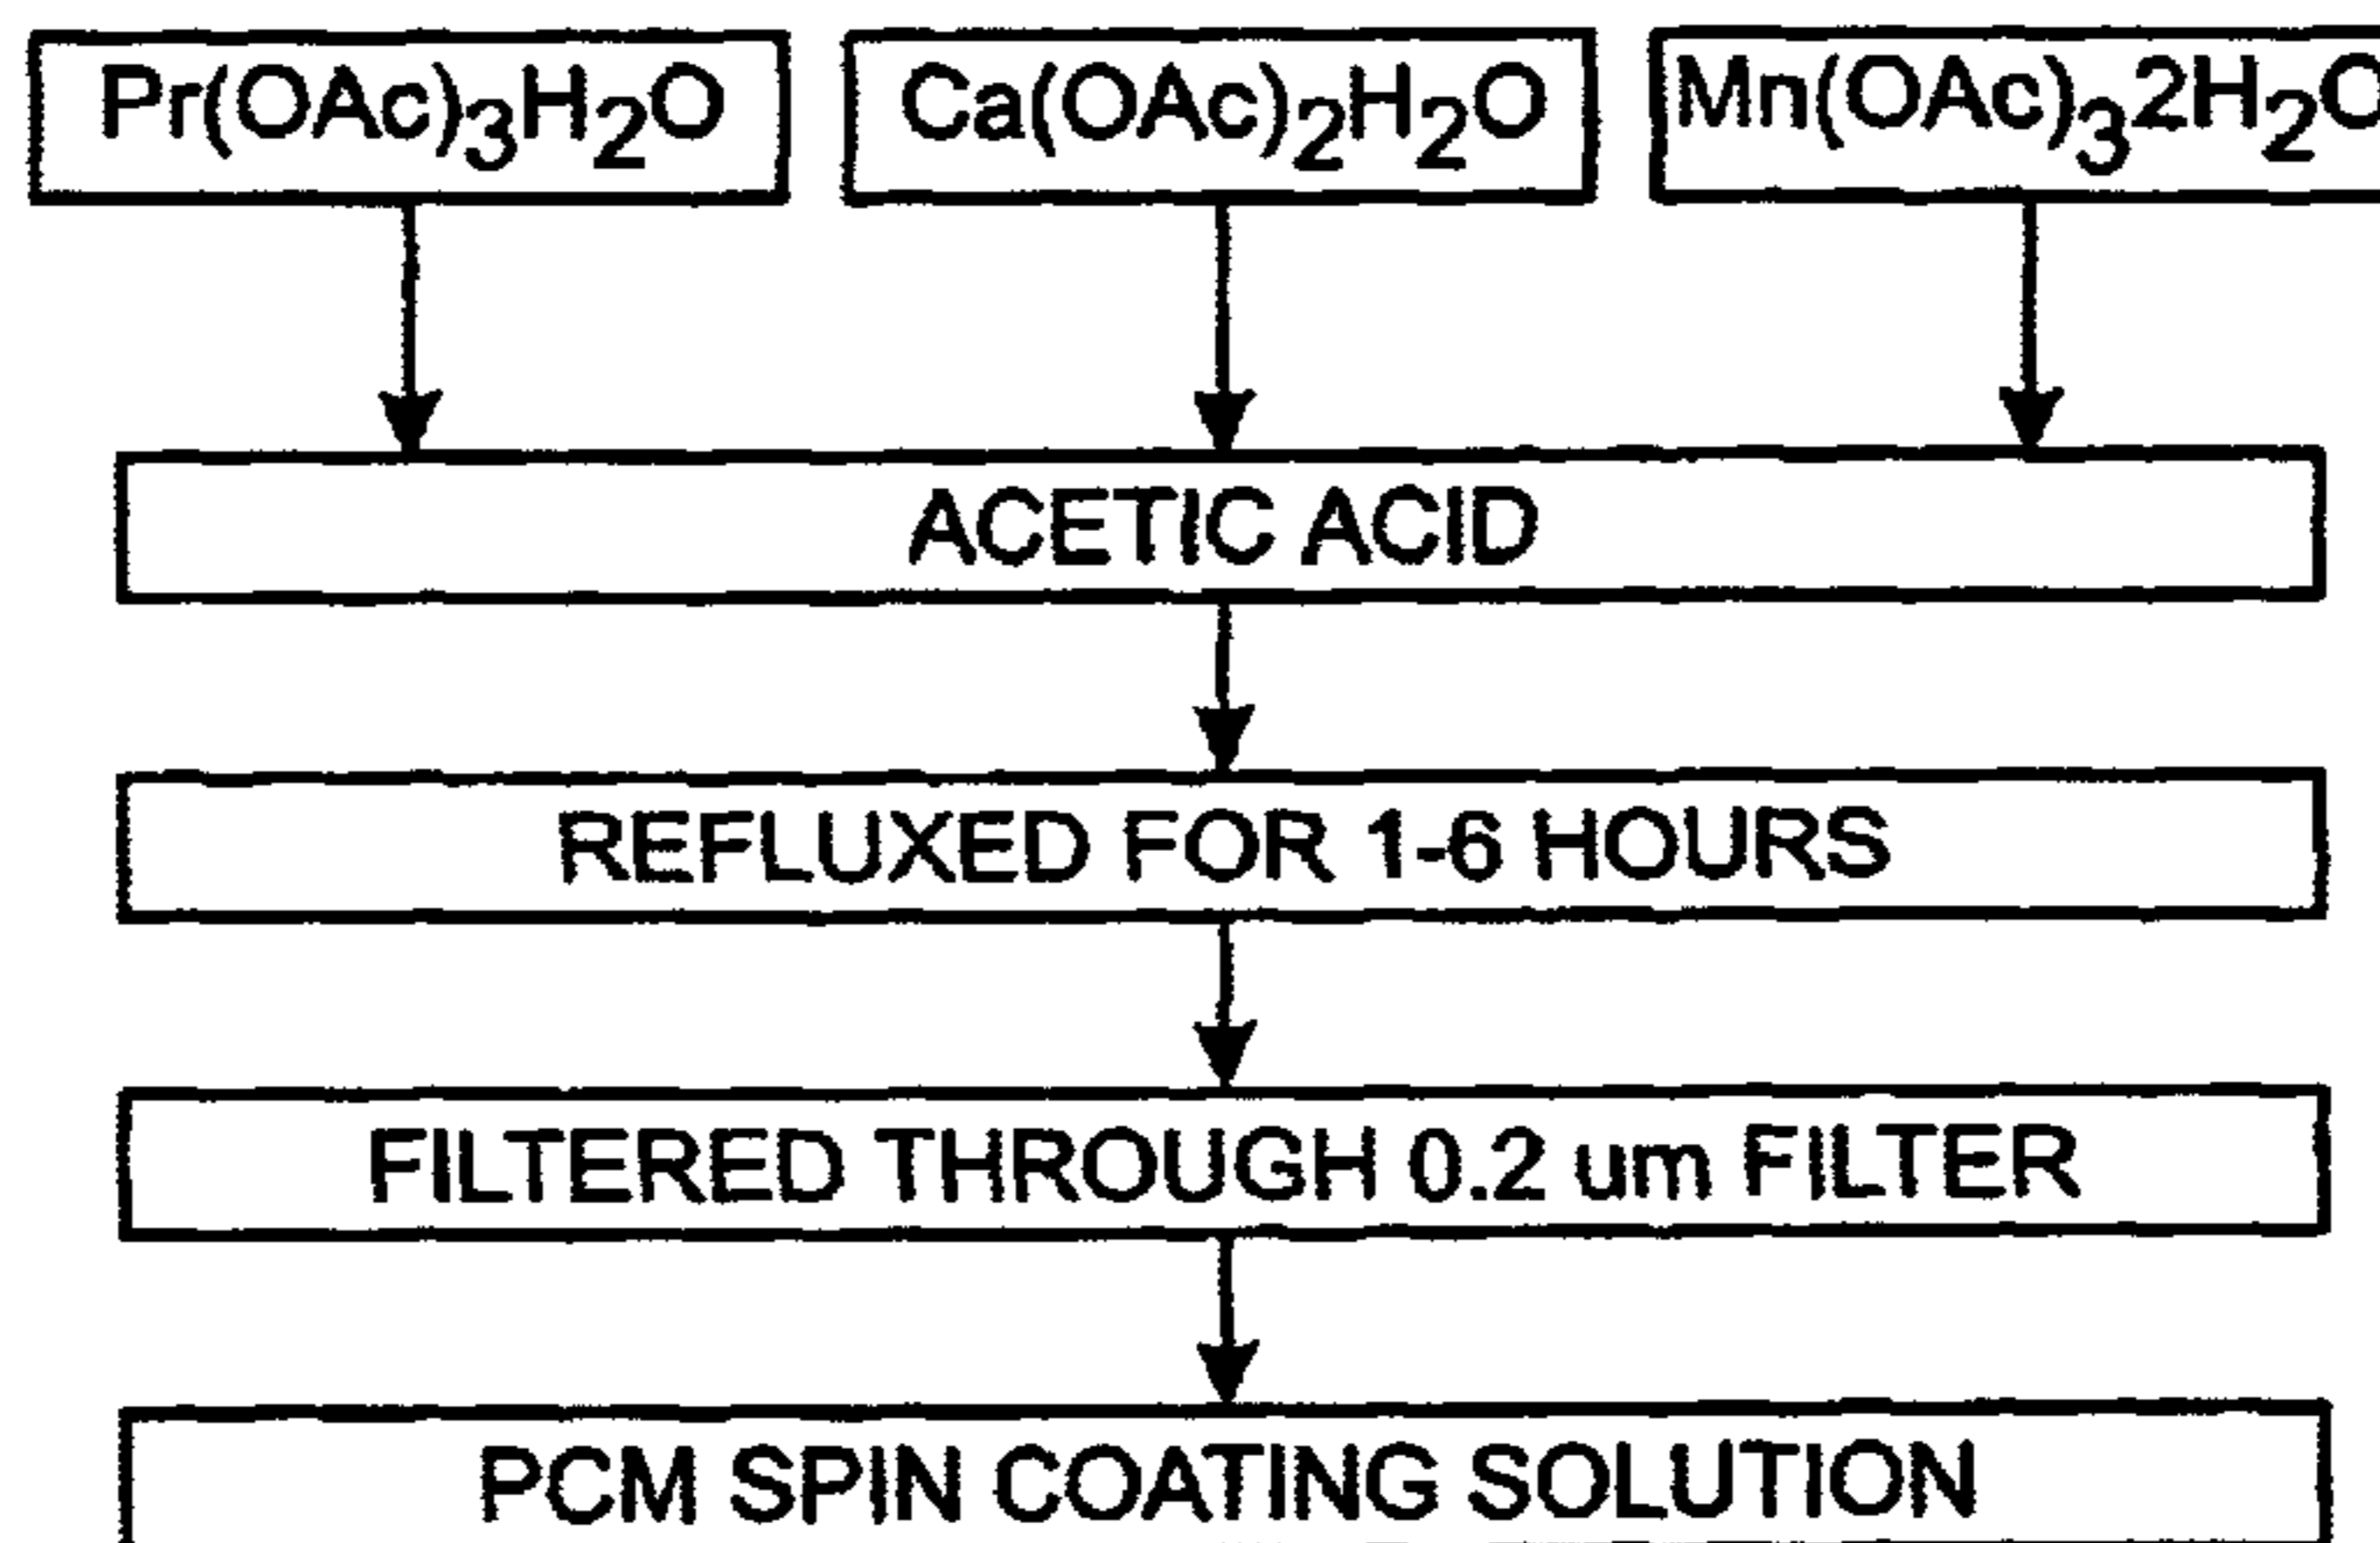 Pr(OAc)₃H₂O
Ca(OAc)₂H₂O
Mn(OAc)₃2H₂O
ACETIC ACID
REFLUXED FOR 1-6 HOURS
FILTERED THROUGH 0.2 um FILTER
PCM SPIN COATING SOLUTION